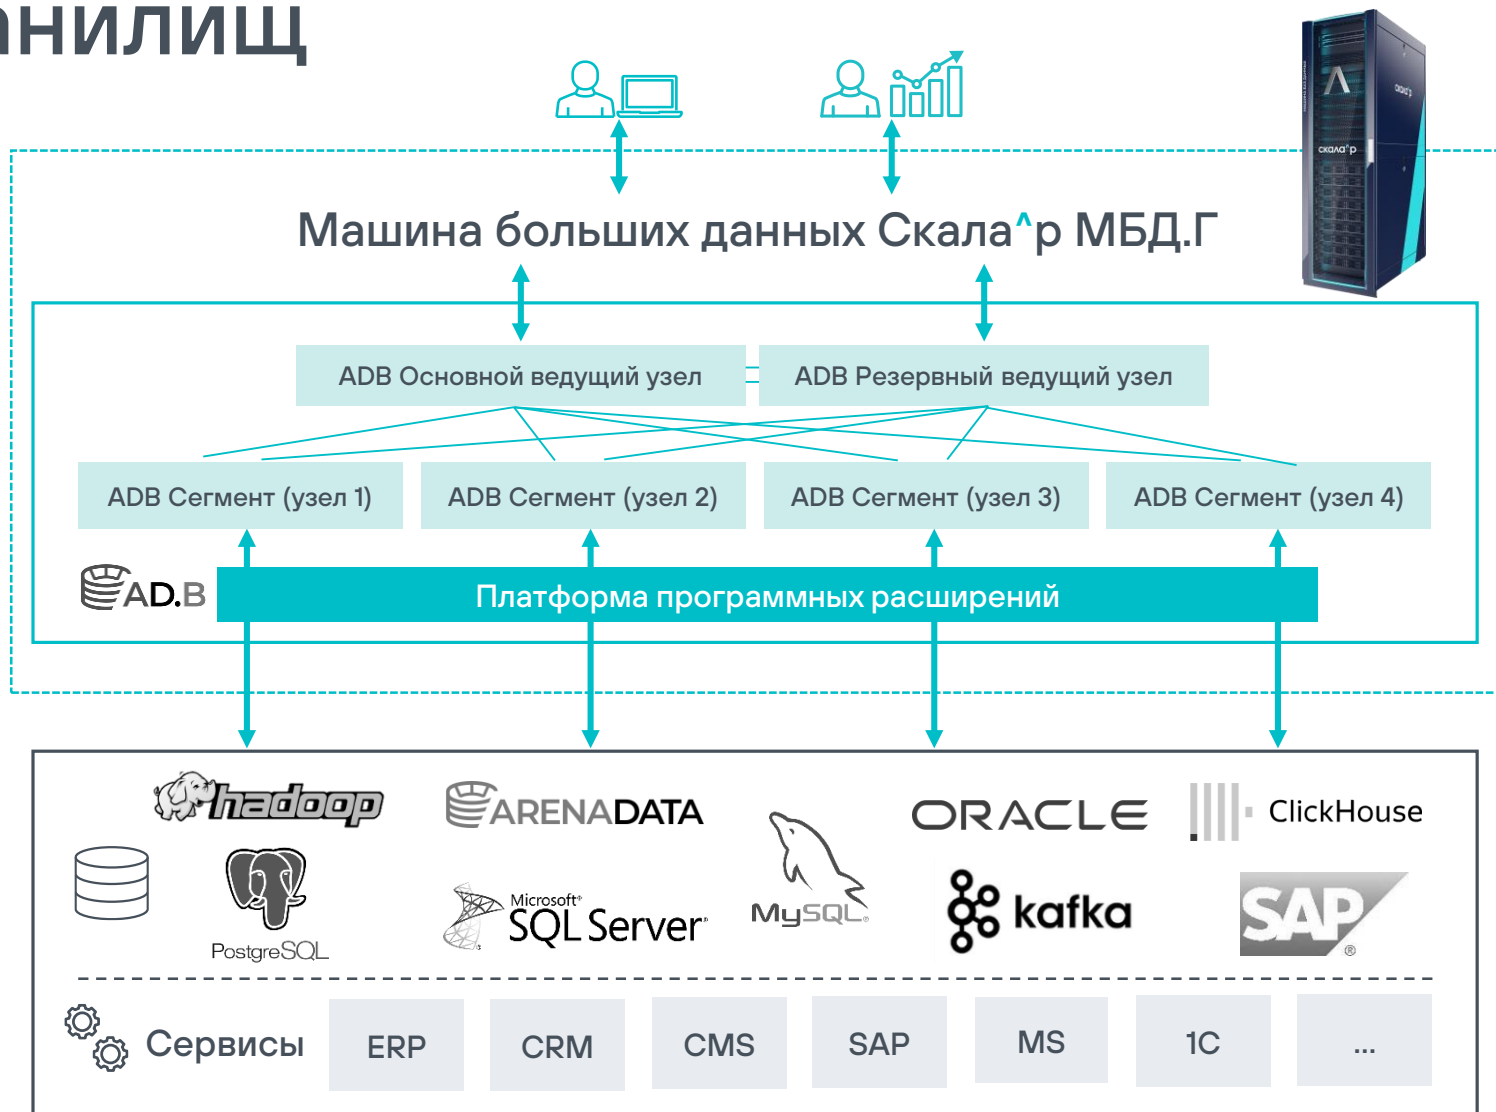 анилищ
скала^р
скала^р
Машина больших данных Скала^р МБД.Г
ADB Основной ведущий узел
ADB Резервный ведущий узел
ADB Сегмент (узел 1)
ADB Сегмент (узел 2)
ADB Сегмент (узел 3)
ADB Сегмент (узел 4)
AD.B
Платформа программных расширений
hadoop
ARENADATA
ORACLE
ClickHouse
PostgreSQL
Microsoft®
SQL Server®
MySQL®
kafka
SAP®
Сервисы
ERP
CRM
CMS
SAP
MS
1C
...